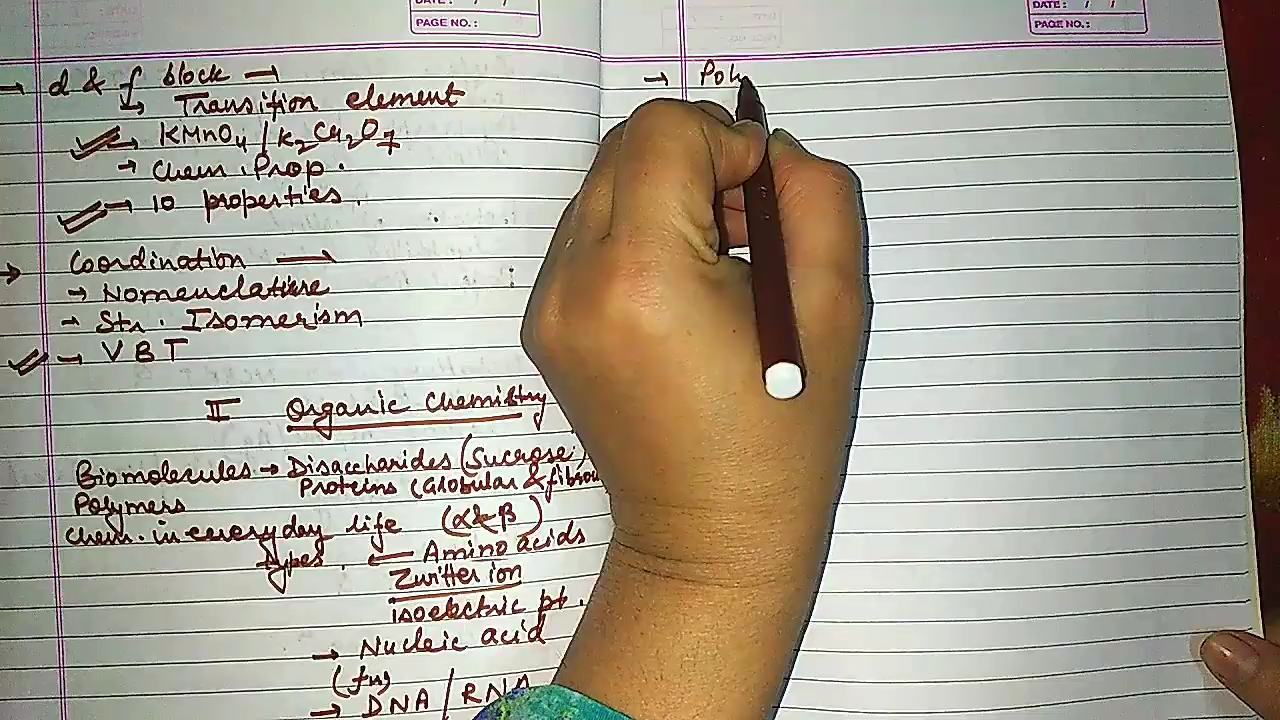 DATE: / /
PAGE NO.:
→ d & f block →
↳ Transition element
→ KMnO4 / K2Cr2O7
→ Chem. Prop.
→ 10 properties.
→ Coordination →
→ Nomenclature
→ Str. Isomerism
→ VBT
II Organic Chemistry
Biomolecules → Disaccharides (Sucrose)
Proteins (Globular & fibrou
Polymers
Chem. in everyday life (α & β)
types. ← Amino acids
Zwitter ion
isoelectric pt.
→ Nucleic acid
(fn)
→ DNA / RNA
DATE: / /
PAGE NO.:
→ Poly